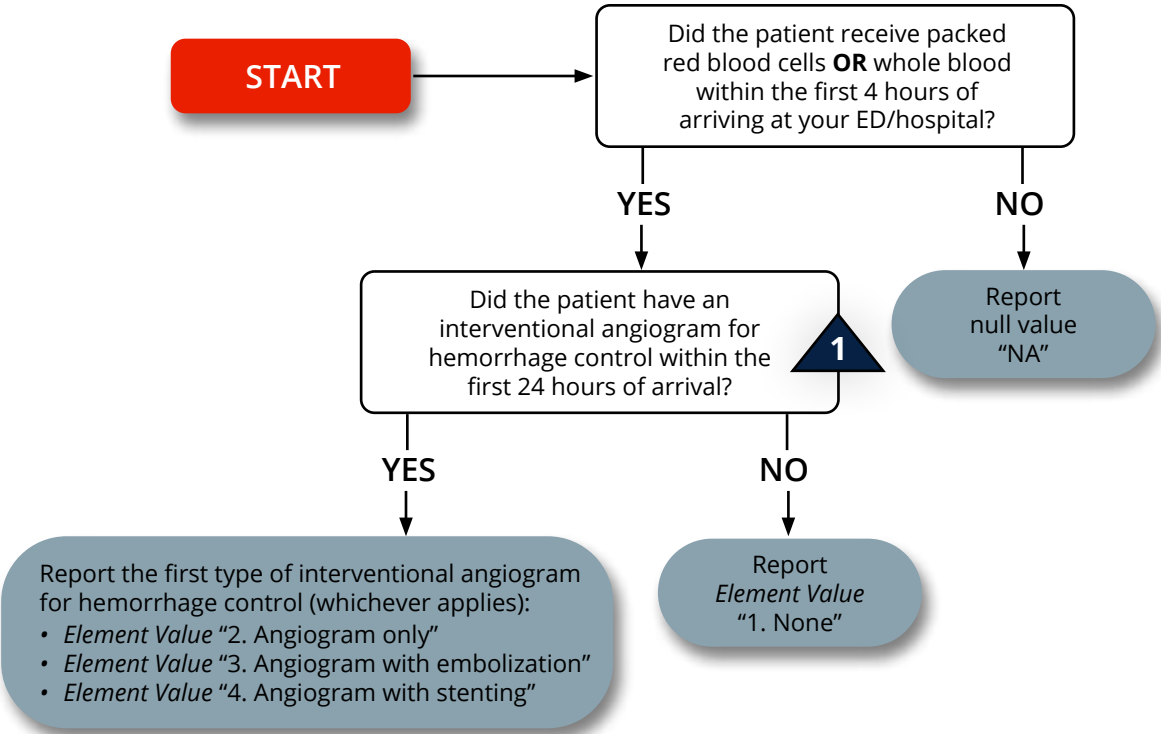 START
Did the patient receive packed
red blood cells OR whole blood
within the first 4 hours of
arriving at your ED/hospital?
YES
NO
Did the patient have an
interventional angiogram for
hemorrhage control within the
first 24 hours of arrival?
1
Report
null value
“NA”
YES
NO
Report the first type of interventional angiogram
for hemorrhage control (whichever applies):
• Element Value “2. Angiogram only”
• Element Value “3. Angiogram with embolization”
• Element Value “4. Angiogram with stenting”
Report
Element Value
“1. None”